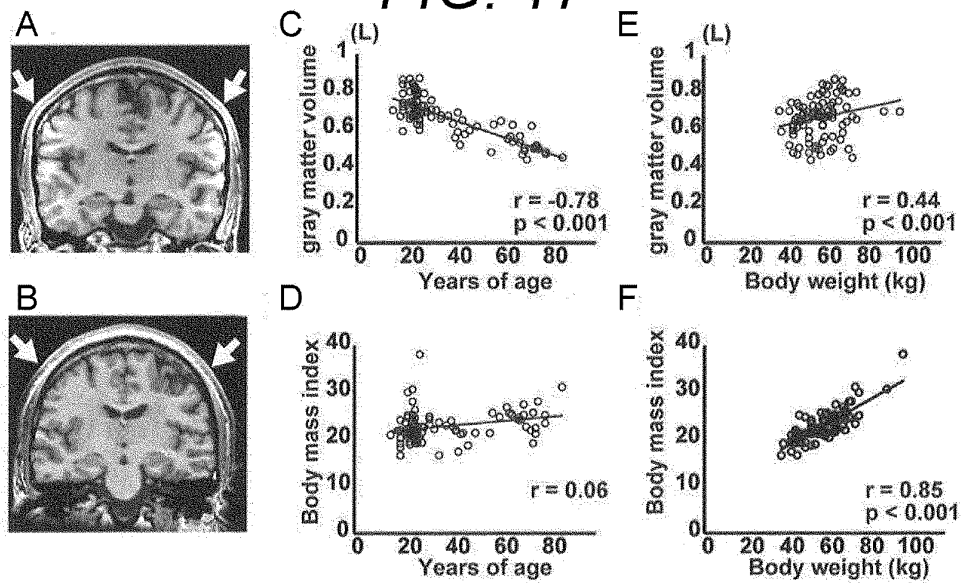 A
B
C
(L)
gray matter volume
1
0.8
0.6
0.4
0.2
0
r = -0.78
p < 0.001
0 20 40 60 80
Years of age
D
Body mass index
40
30
20
10
0
r = 0.06
0 20 40 60 80
Years of age
E
(L)
gray matter volume
1
0.8
0.6
0.4
0.2
0
r = 0.44
p < 0.001
0 20 40 60 80 100
Body weight (kg)
F
Body mass index
40
30
20
10
0
r = 0.85
p < 0.001
0 20 40 60 80 100
Body weight (kg)